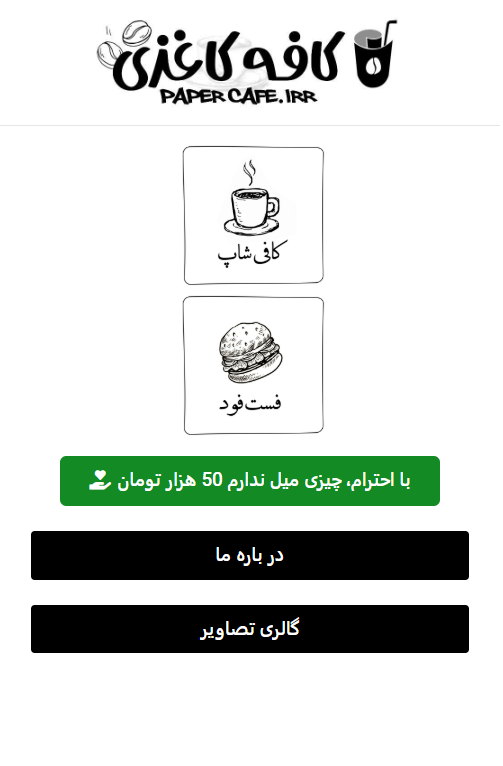 کافه کاغذی
PAPER CAFE.IRR
کافی شاپ
فست فود
با احترام، چیزی میل ندارم 50 هزار تومان
در باره ما
گالری تصاویر